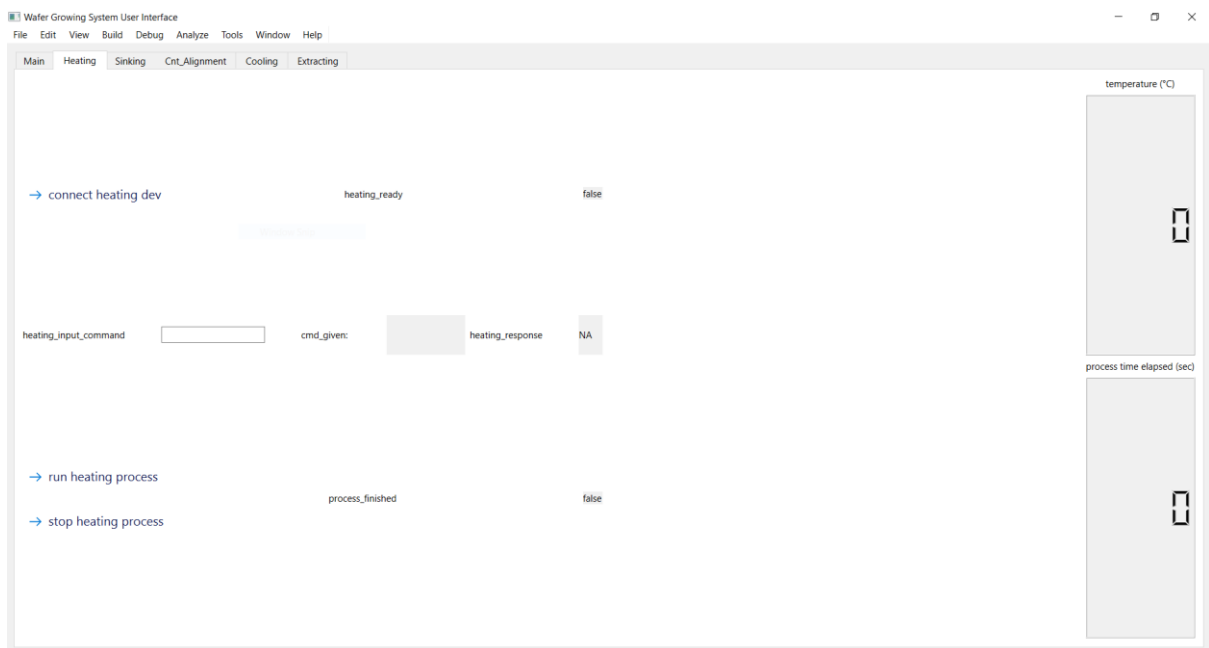 Wafer Growing System User Interface
File Edit View Build Debug Analyze Tools Window Help
Main Heating Sinking Cnt_Alignment Cooling Extracting
temperature (°C)
connect heating dev heating_ready false
0
heating_input_command cmd_given: heating_response NA
process time elapsed (sec)
run heating process
process_finished false
0
stop heating process